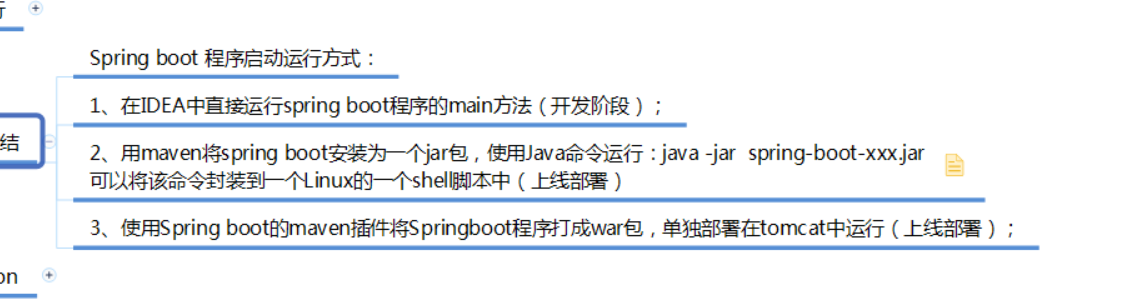 行
Spring boot 程序启动运行方式：
1、在IDEA中直接运行spring boot程序的main方法（开发阶段）；
结
2、用maven将spring boot安装为一个jar包，使用Java命令运行：java -jar  spring-boot-xxx.jar
可以将该命令封装到一个Linux的一个shell脚本中（上线部署）
3、使用Spring boot的maven插件将Springboot程序打成war包，单独部署在tomcat中运行（上线部署）；
on